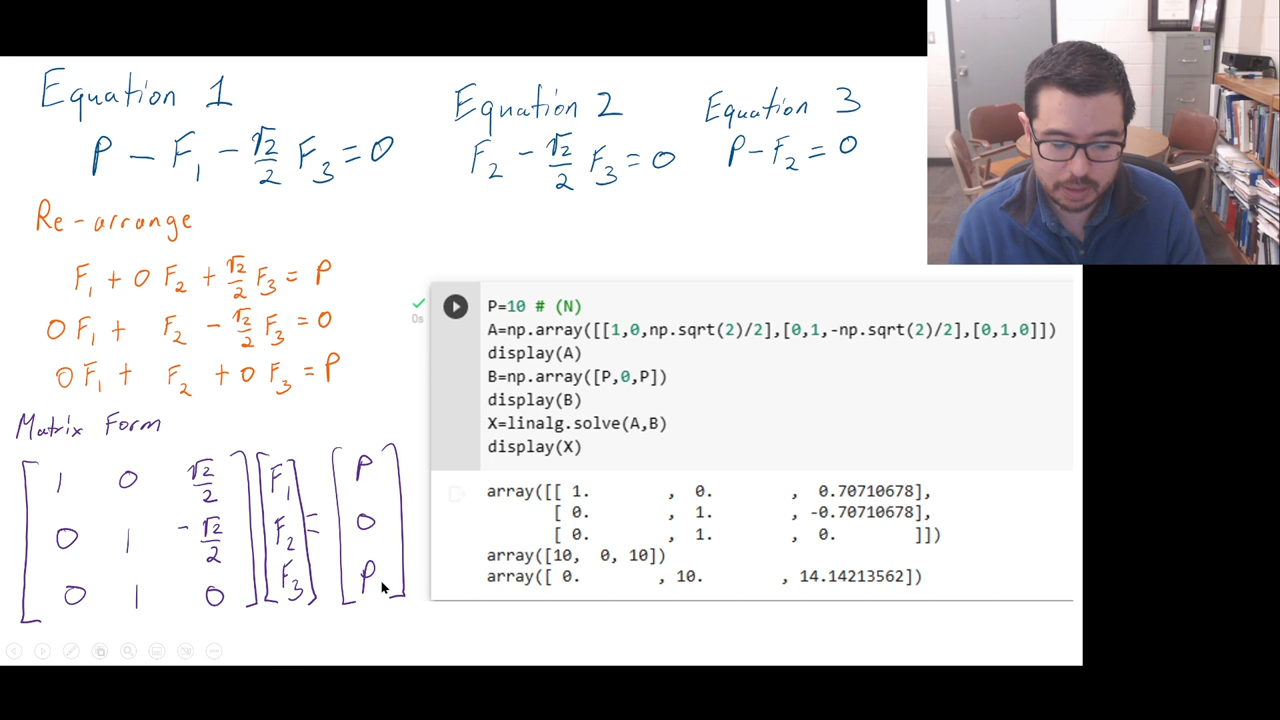 Equation 1
P − F₁ − √2/2 F₃ = 0
Equation 2
F₂ − √2/2 F₃ = 0
Equation 3
P − F₂ = 0
Re-arrange
F₁ + 0 F₂ + √2/2 F₃ = P
0 F₁ + F₂ − √2/2 F₃ = 0
0 F₁ + F₂ + 0 F₃ = P
Matrix Form
[ 1 0 √2/2 ] [ F₁ ] = [ P ]
[ 0 1 −√2/2 ] [ F₂ ] = [ 0 ]
[ 0 1 0 ] [ F₃ ] = [ P ]
0s
P=10 # (N)
A=np.array([[1,0,np.sqrt(2)/2],[0,1,-np.sqrt(2)/2],[0,1,0]])
display(A)
B=np.array([P,0,P])
display(B)
X=linalg.solve(A,B)
display(X)
array([[ 1. , 0. , 0.70710678],
[ 0. , 1. , -0.70710678],
[ 0. , 1. , 0. ]])
array([10, 0, 10])
array([ 0. , 10. , 14.14213562])